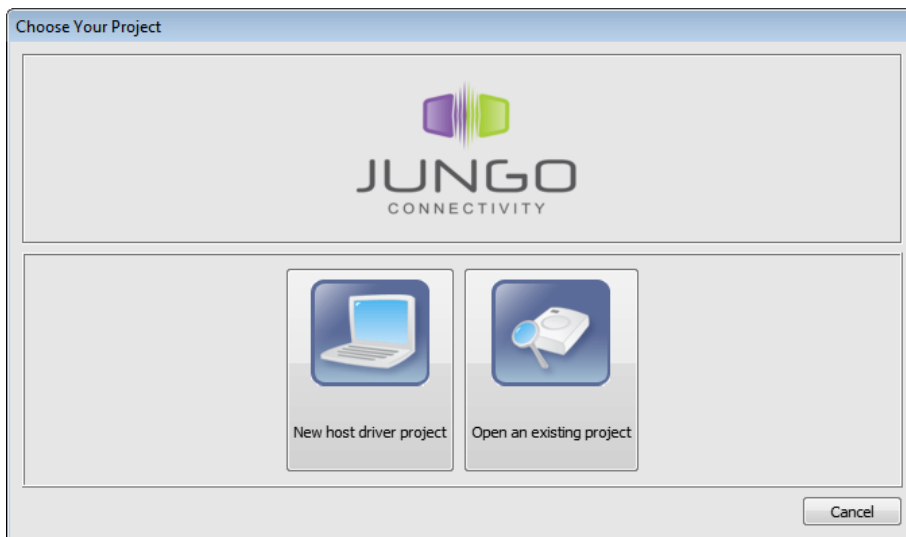 Choose Your Project
JUNGO
CONNECTIVITY
New host driver project
Open an existing project
Cancel